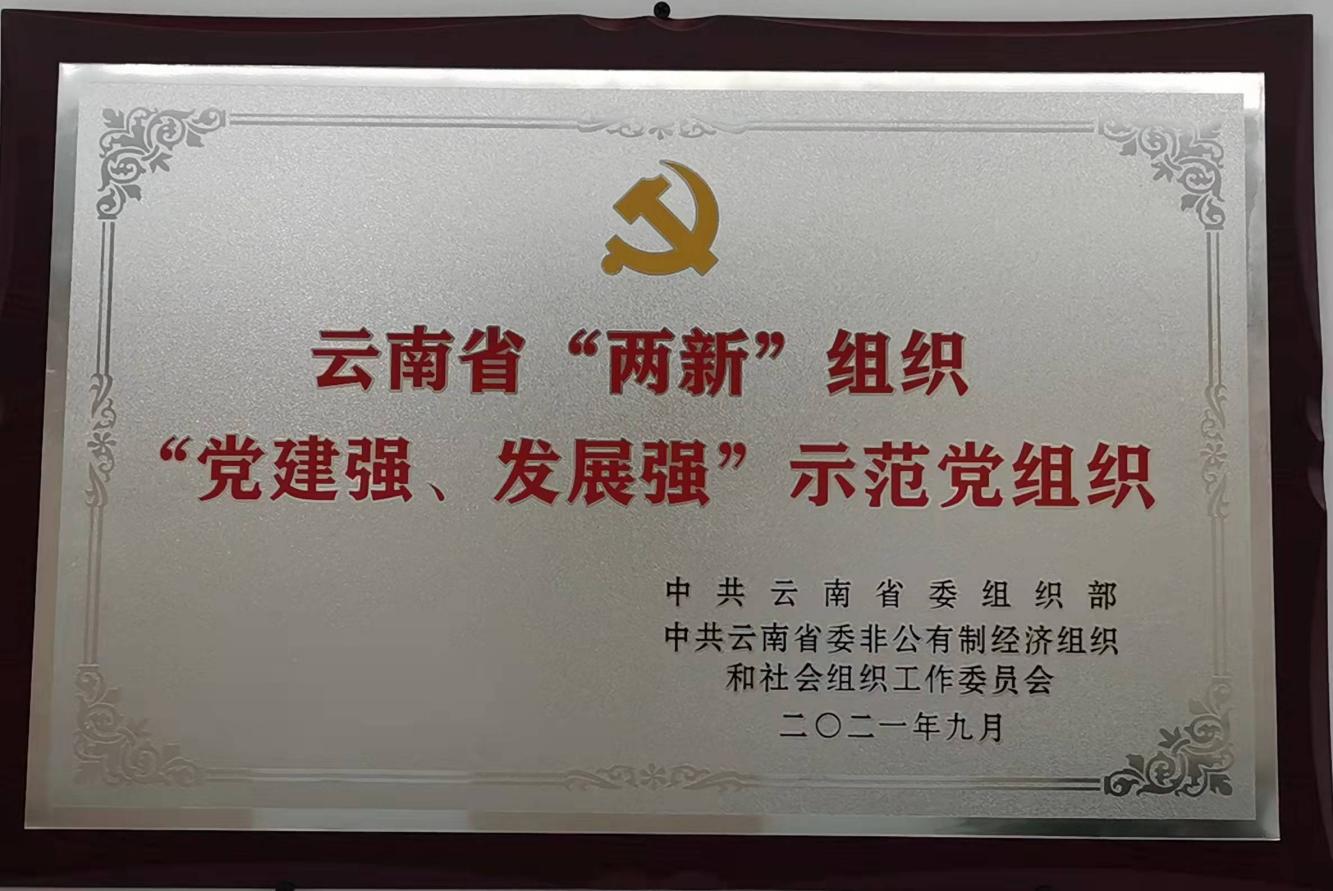 云南省“两新”组织
“党建强、发展强”示范党组织
中共云南省委组织部
中共云南省委非公有制经济组织
和社会组织工作委员会
二〇二一年九月